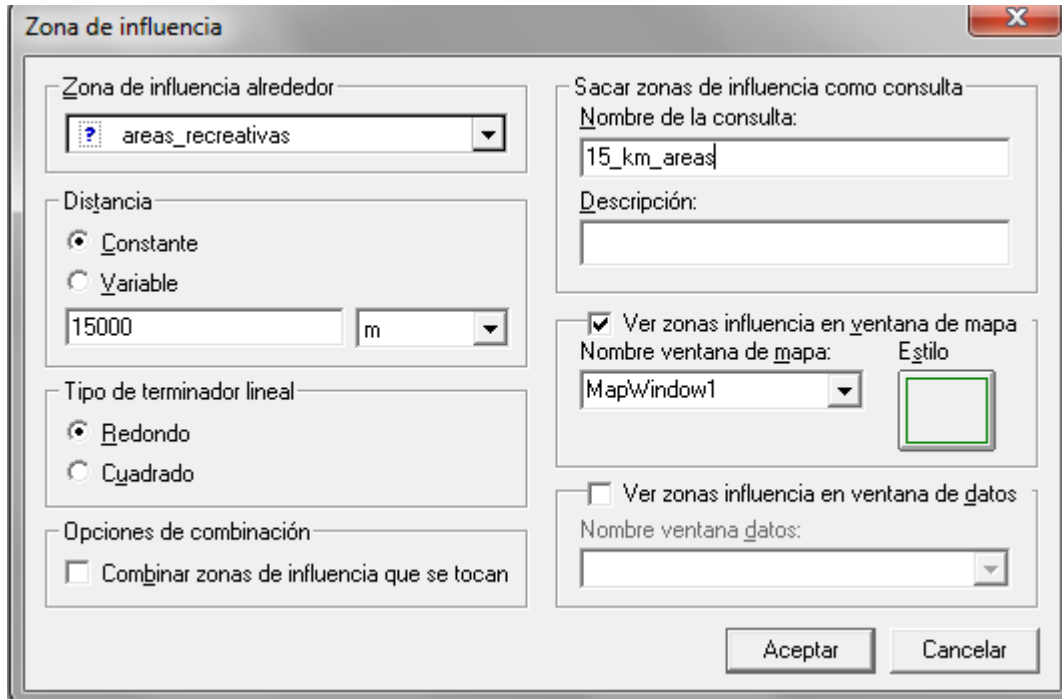 Zona de influencia
Zona de influencia alrededor
? areas_recreativas
Distancia
Constante
Variable
15000 m
Tipo de terminador lineal
Redondo
Cuadrado
Opciones de combinación
Combinar zonas de influencia que se tocan
Sacar zonas de influencia como consulta
Nombre de la consulta:
15_km_areas
Descripción:
Ver zonas influencia en ventana de mapa
Nombre ventana de mapa: Estilo
MapWindow1
Ver zonas influencia en ventana de datos
Nombre ventana datos:
Aceptar Cancelar